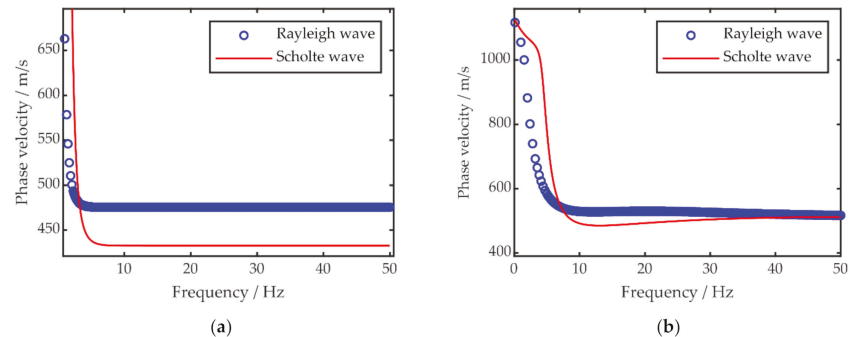 Rayleigh wave
Scholte wave
650
600
550
500
450
Phase velocity / m/s
10
20
30
40
50
Frequency / Hz
(a)
Rayleigh wave
Scholte wave
1000
800
600
400
Phase velocity / m/s
0
10
20
30
40
50
Frequency / Hz
(b)